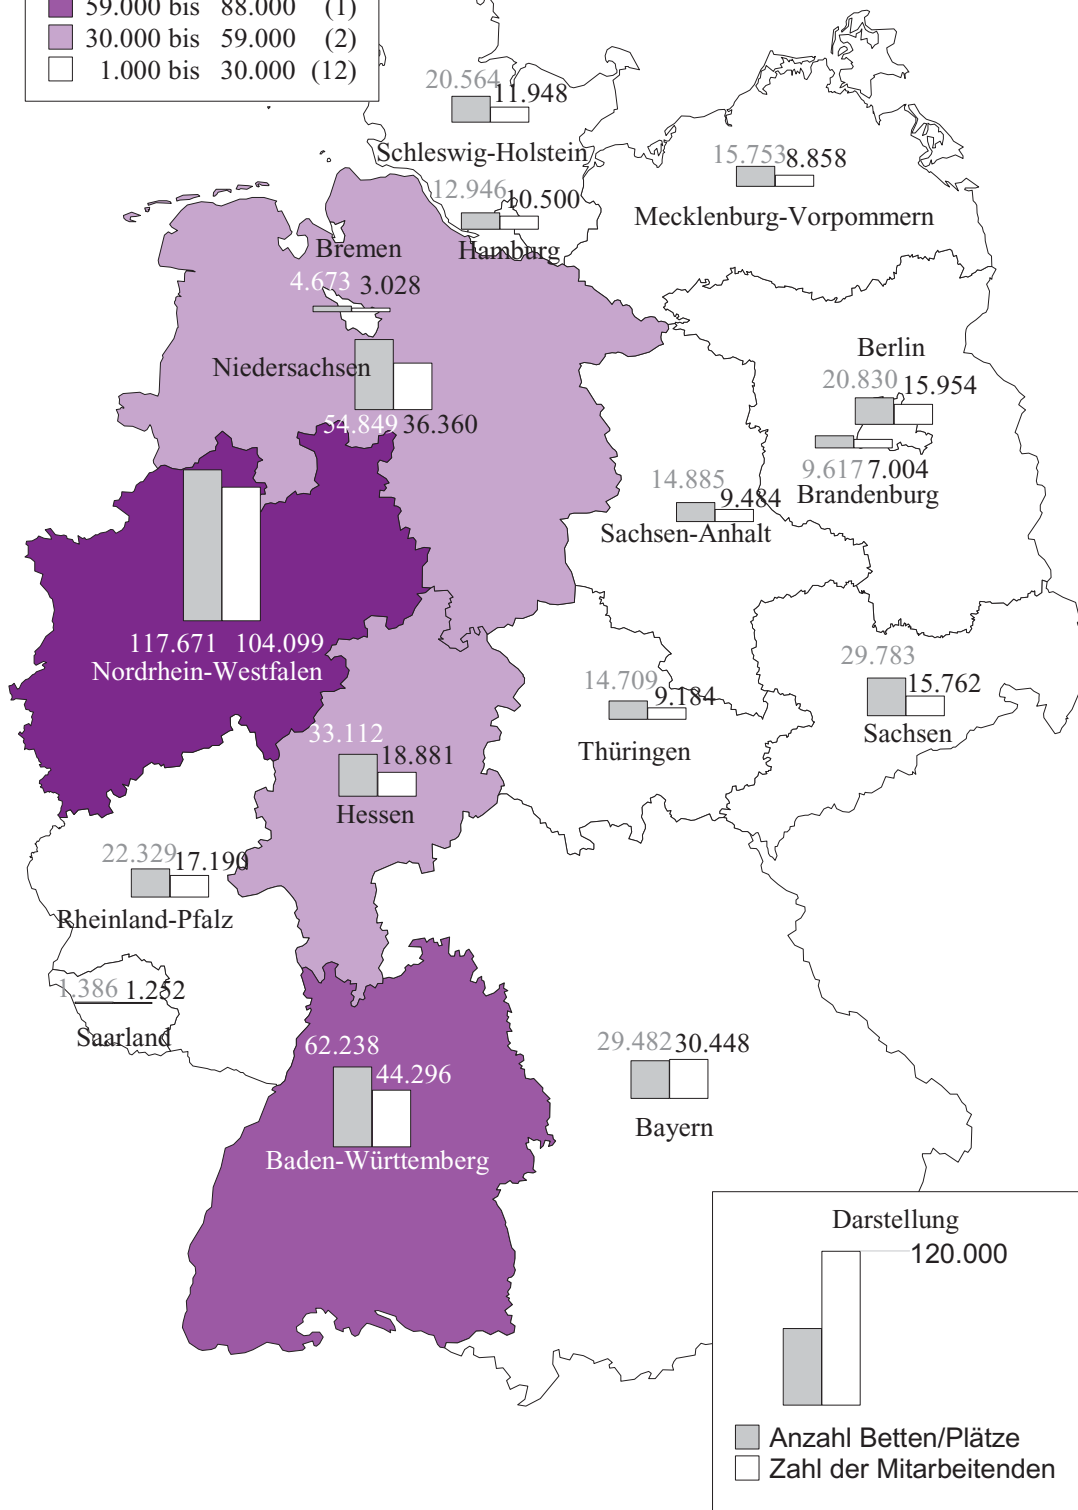 59.000 bis 88.000 (1)
30.000 bis 59.000 (2)
1.000 bis 30.000 (12)
20.564 11.948
Schleswig-Holstein
15.753 8.858
Mecklenburg-Vorpommern
12.946 10.500
Hamburg
Bremen
4.673 3.028
Niedersachsen
54.849 36.360
Berlin
20.830 15.954
9.617 7.004
Brandenburg
14.885 9.484
Sachsen-Anhalt
117.671 104.099
Nordrhein-Westfalen
29.783 15.762
Sachsen
14.709 9.184
Thüringen
33.112 18.881
Hessen
22.329 17.190
Rheinland-Pfalz
1.386 1.252
Saarland
62.238 44.296
Baden-Württemberg
29.482 30.448
Bayern
Darstellung
120.000
Anzahl Betten/Plätze
Zahl der Mitarbeitenden